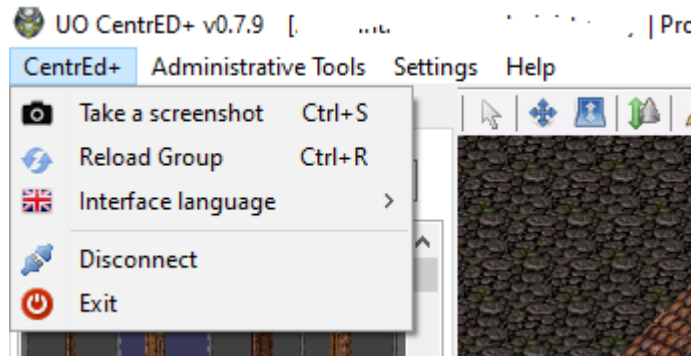 UO CentrED+ v0.7.9 [ | Pro
CentrEd+ Administrative Tools Settings Help
Take a screenshot Ctrl+S
Reload Group Ctrl+R
Interface language
Disconnect
Exit